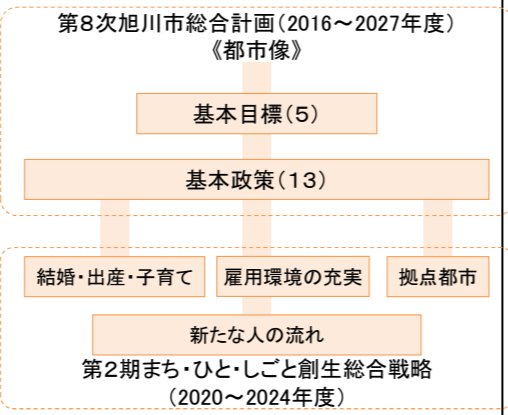 第８次旭川市総合計画（2016～2027年度）
《都市像》
基本目標（５）
基本政策（１３）
結婚・出産・子育て
雇用環境の充実
拠点都市
新たな人の流れ
第２期まち・ひと・しごと創生総合戦略
（2020～2024年度）